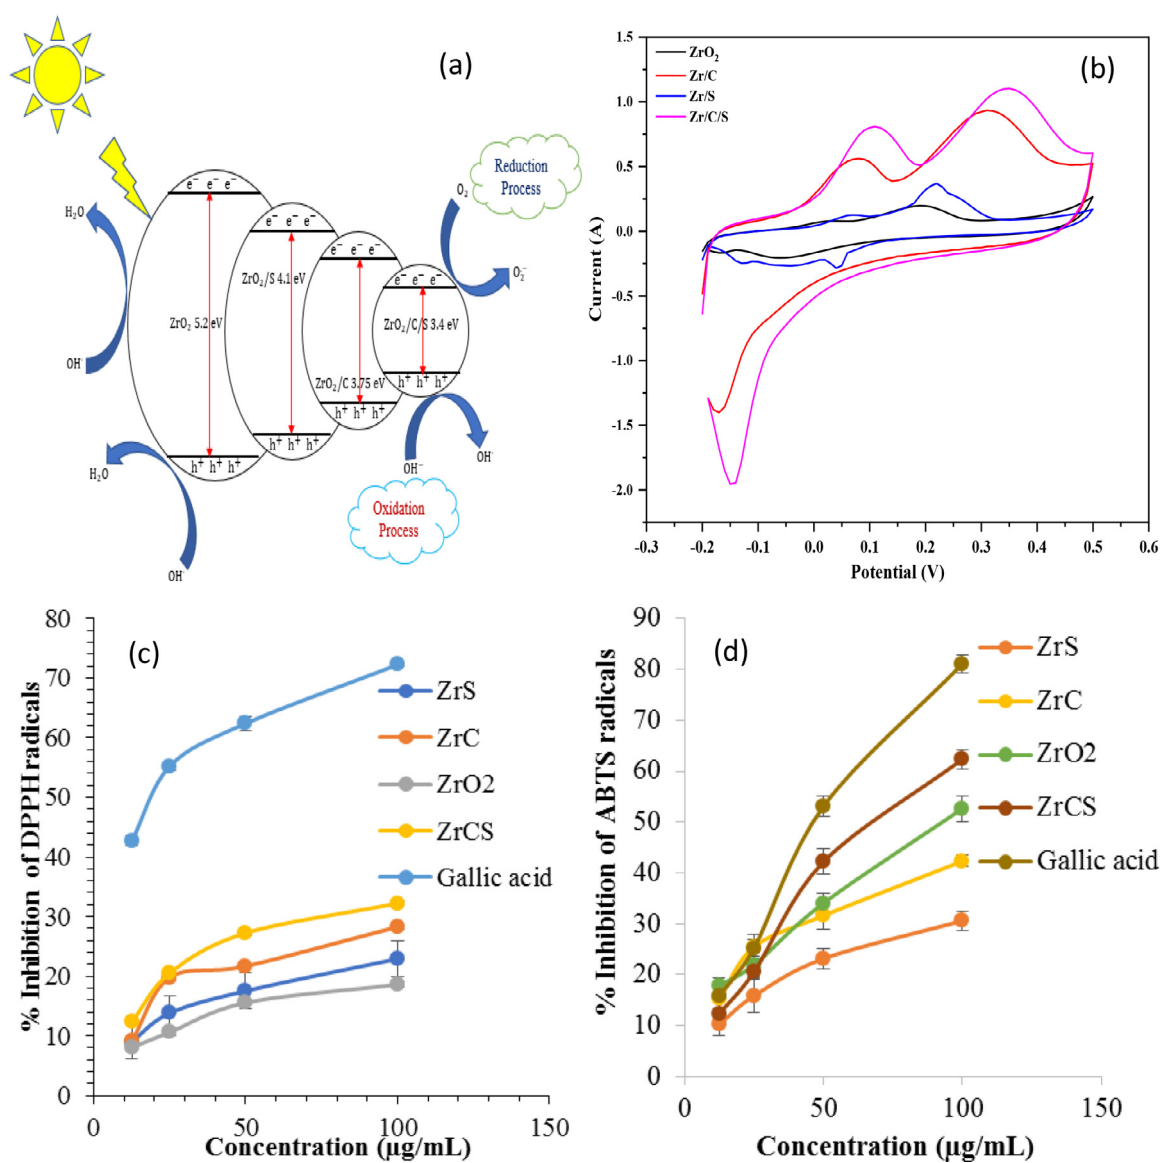 (a)
e⁻ e⁻ e⁻
e⁻ e⁻ e⁻
e⁻ e⁻ e⁻
e⁻ e⁻ e⁻
Reduction
Process
O₂
O₂⁻
H₂O
OH·
ZrO₂ 5.2 eV
ZrO₂/S 4.1 eV
ZrO₂/C 3.75 eV
ZrO₂/C/S 3.4 eV
h⁺ h⁺ h⁺
h⁺ h⁺ h⁺
h⁺ h⁺ h⁺
h⁺ h⁺ h⁺
H₂O
OH·
OH⁻
OH·
Oxidation
Process
(b)
ZrO₂
Zr/C
Zr/S
Zr/C/S
1.5
1.0
0.5
0.0
-0.5
-1.0
-1.5
-2.0
Current (A)
-0.3 -0.2 -0.1 0.0 0.1 0.2 0.3 0.4 0.5 0.6
Potential (V)
(c)
80
70
60
50
40
30
20
10
0
% Inhibition of DPPH radicals
ZrS
ZrC
ZrO2
ZrCS
Gallic acid
0 50 100 150
Concentration (µg/mL)
(d)
90
80
70
60
50
40
30
20
10
0
% Inhibition of ABTS radicals
ZrS
ZrC
ZrO2
ZrCS
Gallic acid
0 50 100 150
Concentration (µg/mL)